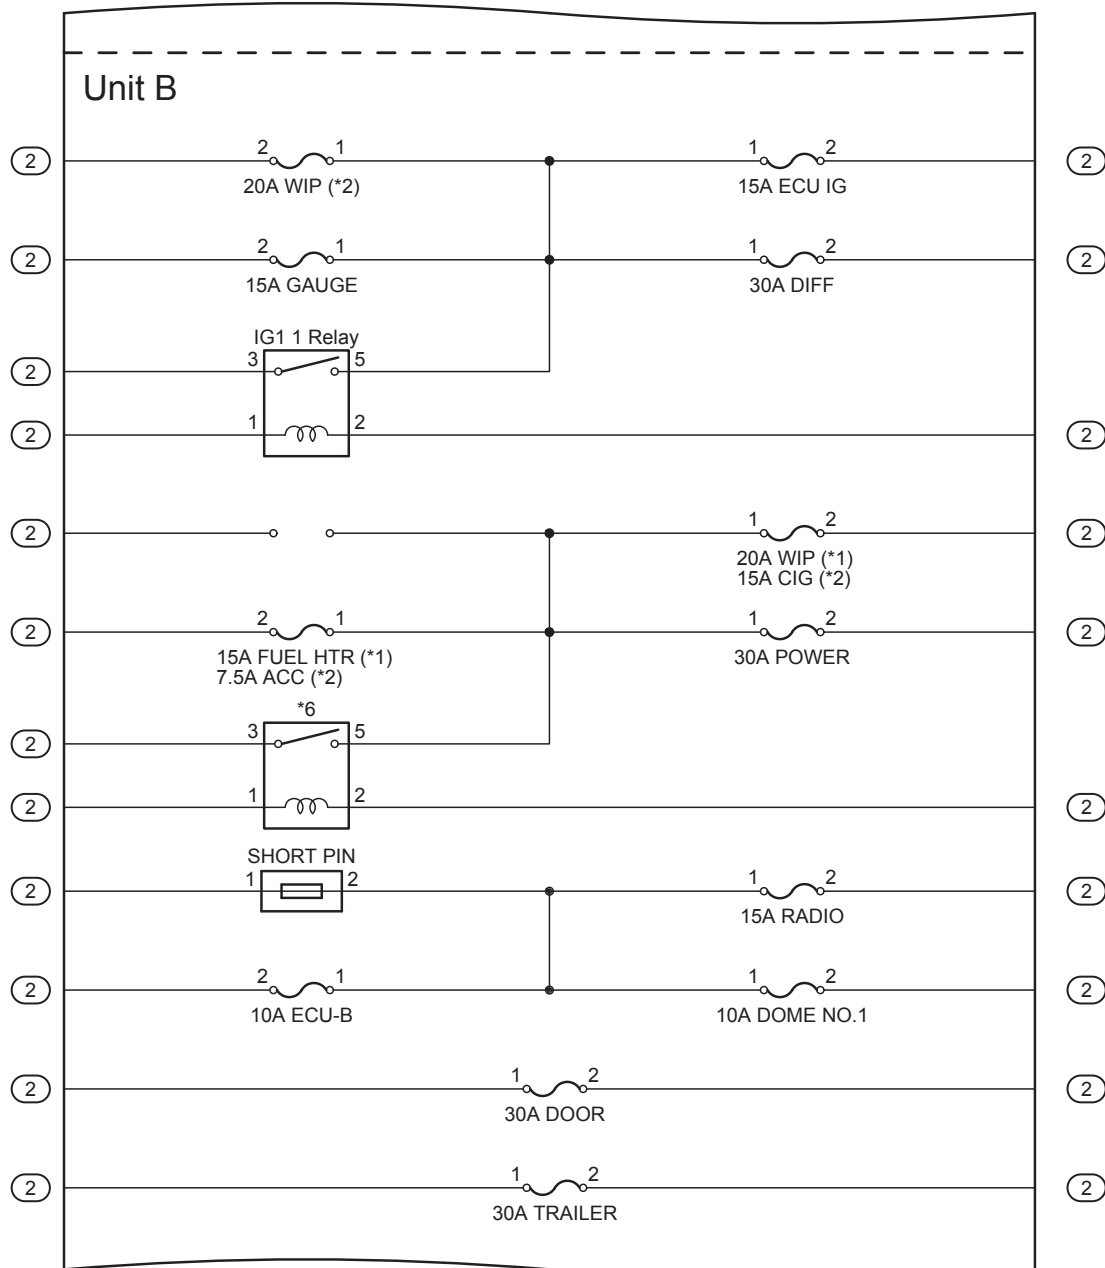 Unit B
2 2 1 1 2 2
20A WIP (*2) 15A ECU IG
2 2 1 1 2 2
15A GAUGE 30A DIFF
IG1 1 Relay
2 3 5
2 1 2 2
2 1 2 2
20A WIP (*1)
15A CIG (*2)
2 2 1 1 2 2
15A FUEL HTR (*1) 30A POWER
7.5A ACC (*2)
*6
2 3 5
2 1 2 2
SHORT PIN
2 1 2 1 2 2
15A RADIO
2 2 1 1 2 2
10A ECU-B 10A DOME NO.1
2 1 2 2
30A DOOR
2 1 2 2
30A TRAILER